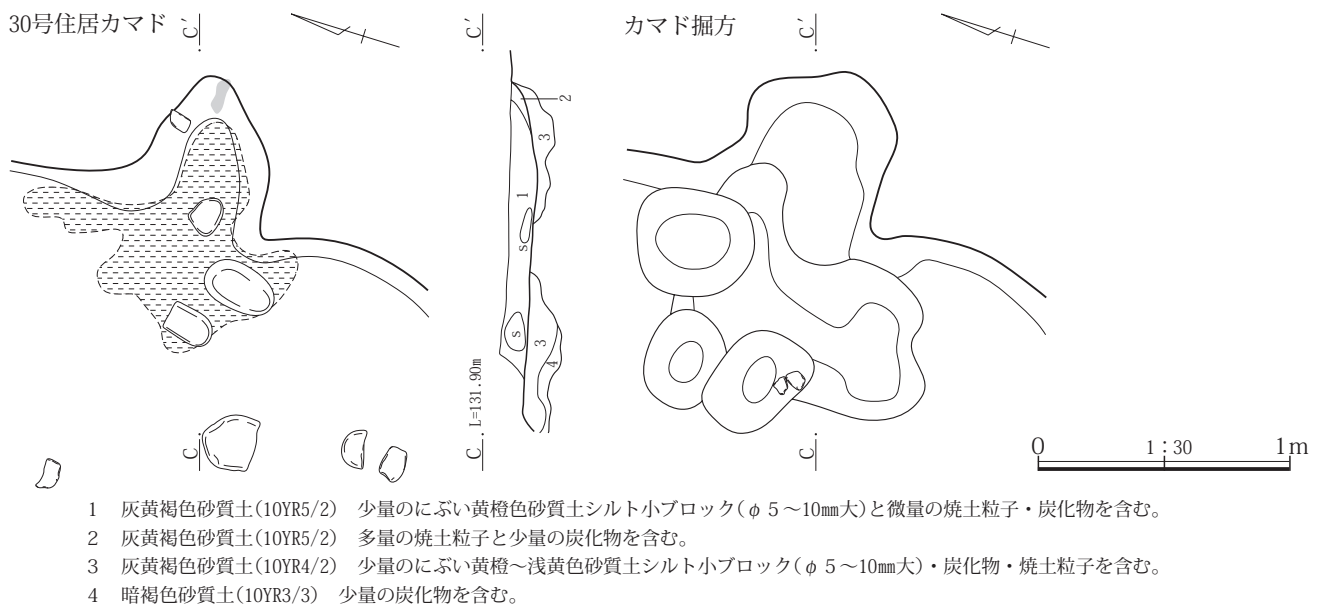 30号住居カマド
C′
C′
カマド掘方
C′
2
3
1
s
s
3
4
L=131.90m
C
C
C
0 1:30 1m
1 灰黄褐色砂質土(10YR5/2) 少量のにぶい黄橙色砂質土シルト小ブロック(φ5～10㎜大)と微量の焼土粒子・炭化物を含む。
2 灰黄褐色砂質土(10YR5/2) 多量の焼土粒子と少量の炭化物を含む。
3 灰黄褐色砂質土(10YR4/2) 少量のにぶい黄橙～浅黄色砂質土シルト小ブロック(φ5～10㎜大)・炭化物・焼土粒子を含む。
4 暗褐色砂質土(10YR3/3) 少量の炭化物を含む。